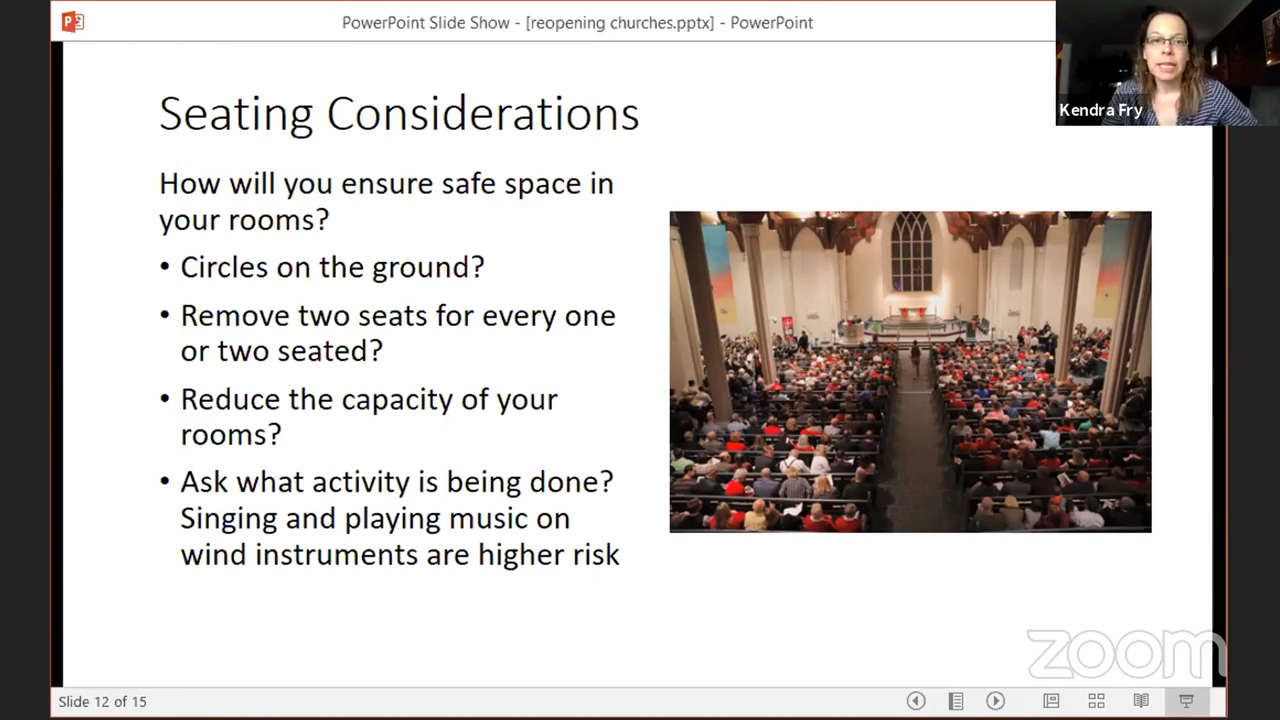 PowerPoint Slide Show - [reopening churches.pptx] - PowerPoint
Kendra Fry
Seating Considerations
How will you ensure safe space in
your rooms?
• Circles on the ground?
• Remove two seats for every one
or two seated?
• Reduce the capacity of your
rooms?
• Ask what activity is being done?
Singing and playing music on
wind instruments are higher risk
zoom
Slide 12 of 15